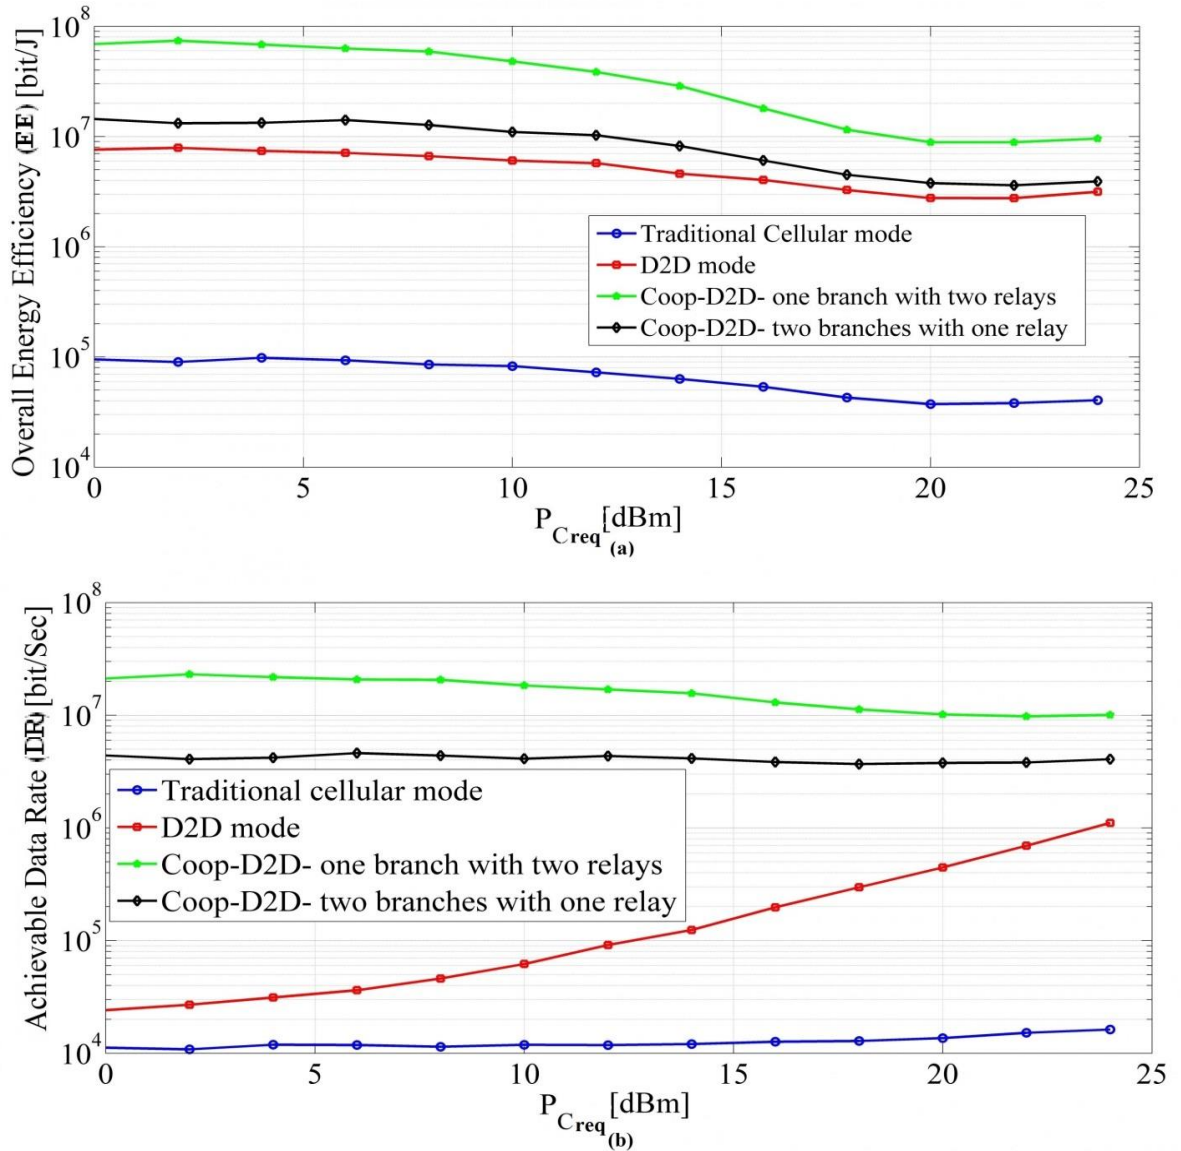 Overall Energy Efficiency (EE) [bit/J]
10^8
10^7
10^6
10^5
10^4
Traditional Cellular mode
D2D mode
Coop-D2D- one branch with two relays
Coop-D2D- two branches with one relay
0 5 10 15 20 25
P_Creq [dBm]
(a)
Achievable Data Rate (DR) [bit/Sec]
10^8
10^7
10^6
10^5
10^4
Traditional cellular mode
D2D mode
Coop-D2D- one branch with two relays
Coop-D2D- two branches with one relay
0 5 10 15 20 25
P_Creq [dBm]
(b)